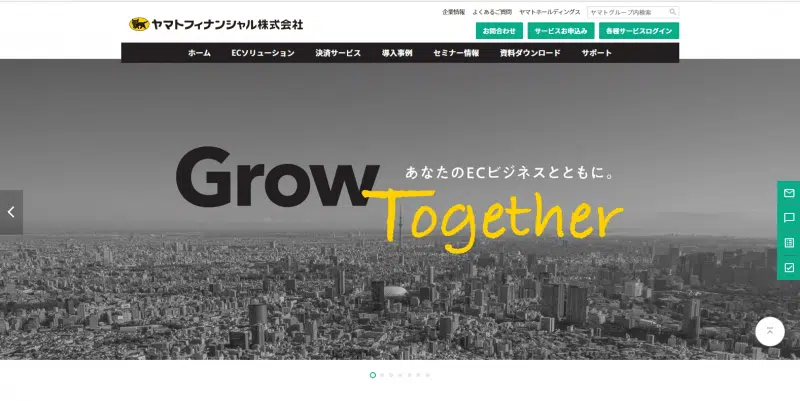 企業情報 よくあるご質問 ヤマトホールディングス ヤマトグループ内検索
ヤマトフィナンシャル株式会社
お問合わせ サービスお申込み 各種サービスログイン
ホーム ECソリューション 決済サービス 導入事例 セミナー情報 資料ダウンロード サポート
Grow
あなたのECビジネスとともに。
Together